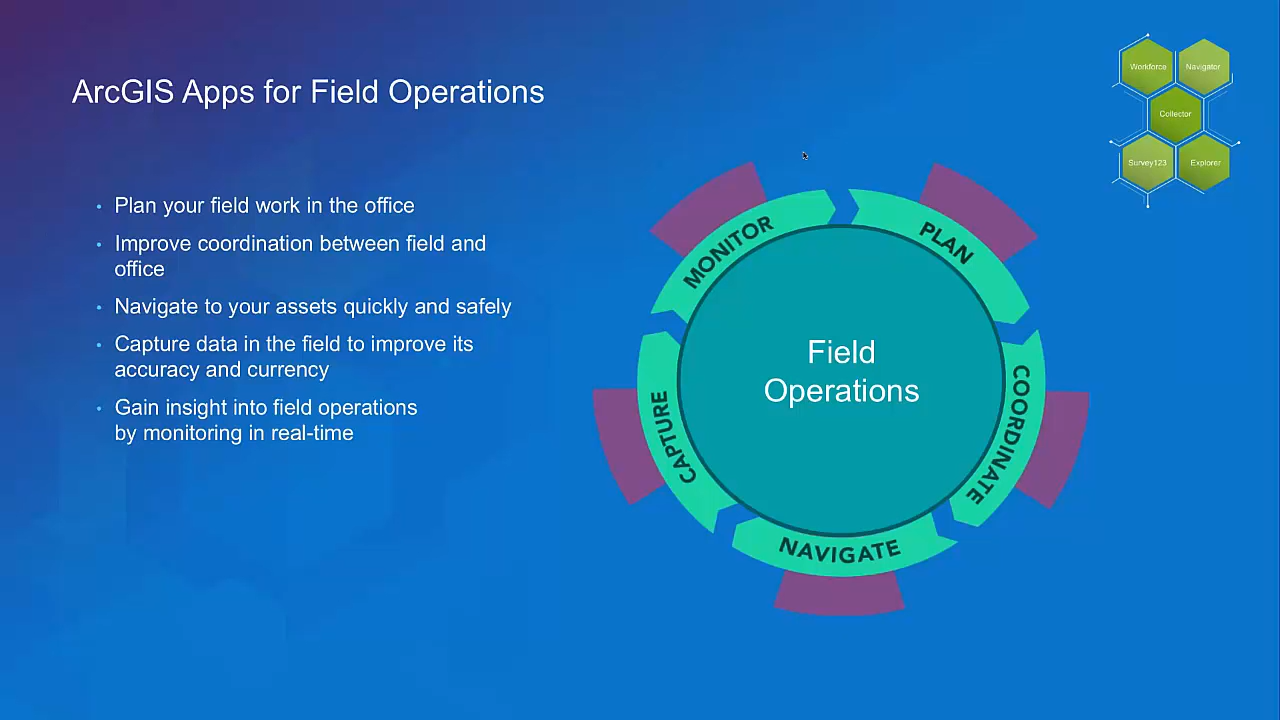 ArcGIS Apps for Field Operations
Workforce
Navigator
Collector
Survey123
Explorer
• Plan your field work in the office
• Improve coordination between field and
office
• Navigate to your assets quickly and safely
• Capture data in the field to improve its
accuracy and currency
• Gain insight into field operations
by monitoring in real-time
MONITOR
PLAN
COORDINATE
NAVIGATE
CAPTURE
Field
Operations